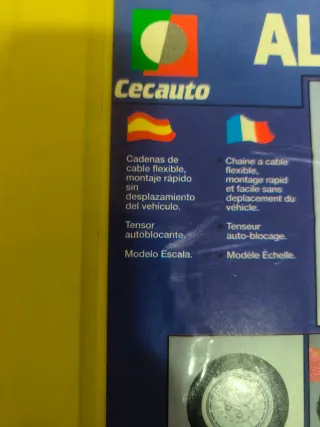 AL
Cecauto
Cadenas de
cable flexible,
montaje rápido
sin
desplazamiento
del vehículo.
Tensor
autoblocante.
Modelo Escala.
Chaine a cable
flexible,
montage rapid
et facile sans
deplacement du
véhicle.
Tenseur
auto-blocage.
Modèle Échelle.